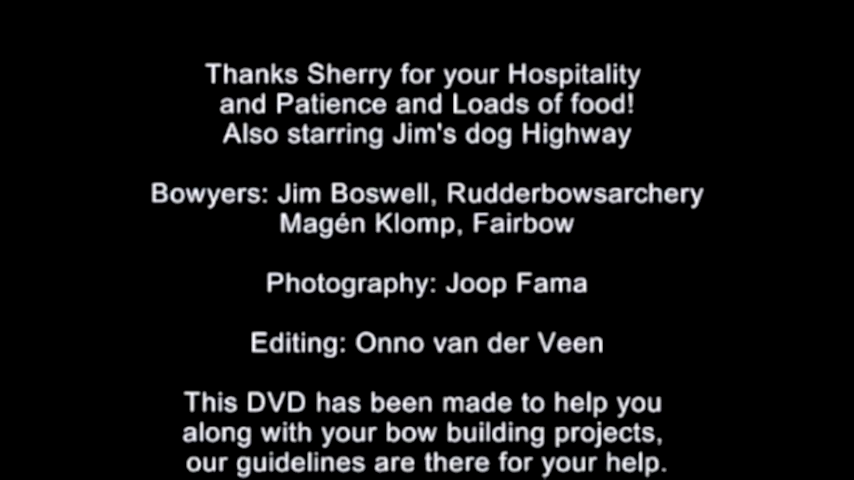 Thanks Sherry for your Hospitality
and Patience and Loads of food!
Also starring Jim's dog Highway
Bowyers: Jim Boswell, Rudderbowsarchery
Magén Klomp, Fairbow
Photography: Joop Fama
Editing: Onno van der Veen
This DVD has been made to help you
along with your bow building projects,
our guidelines are there for your help.